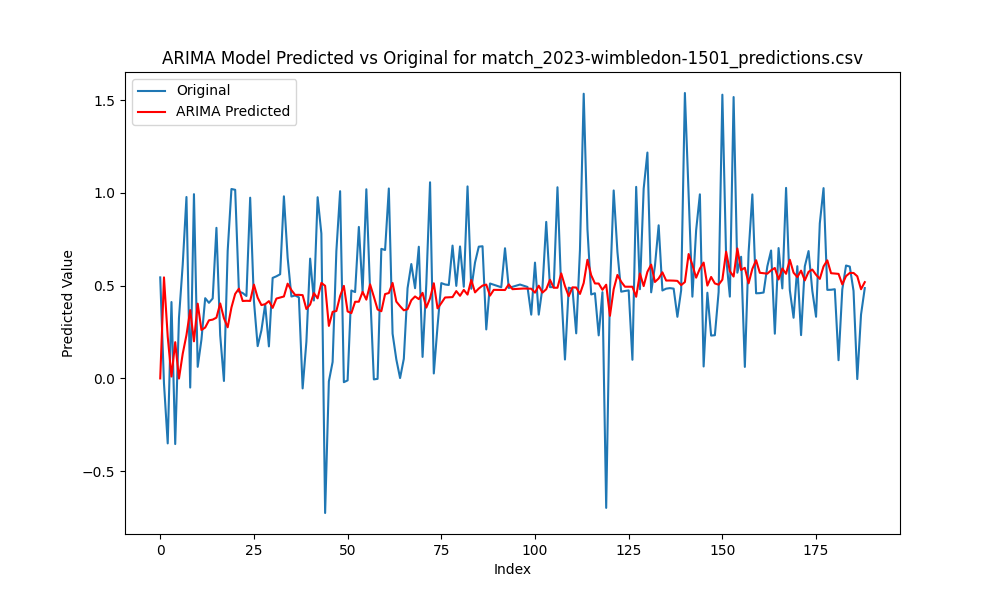 ARIMA Model Predicted vs Original for match_2023-wimbledon-1501_predictions.csv
Original
ARIMA Predicted
Predicted Value
1.5
1.0
0.5
0.0
−0.5
0 25 50 75 100 125 150 175
Index